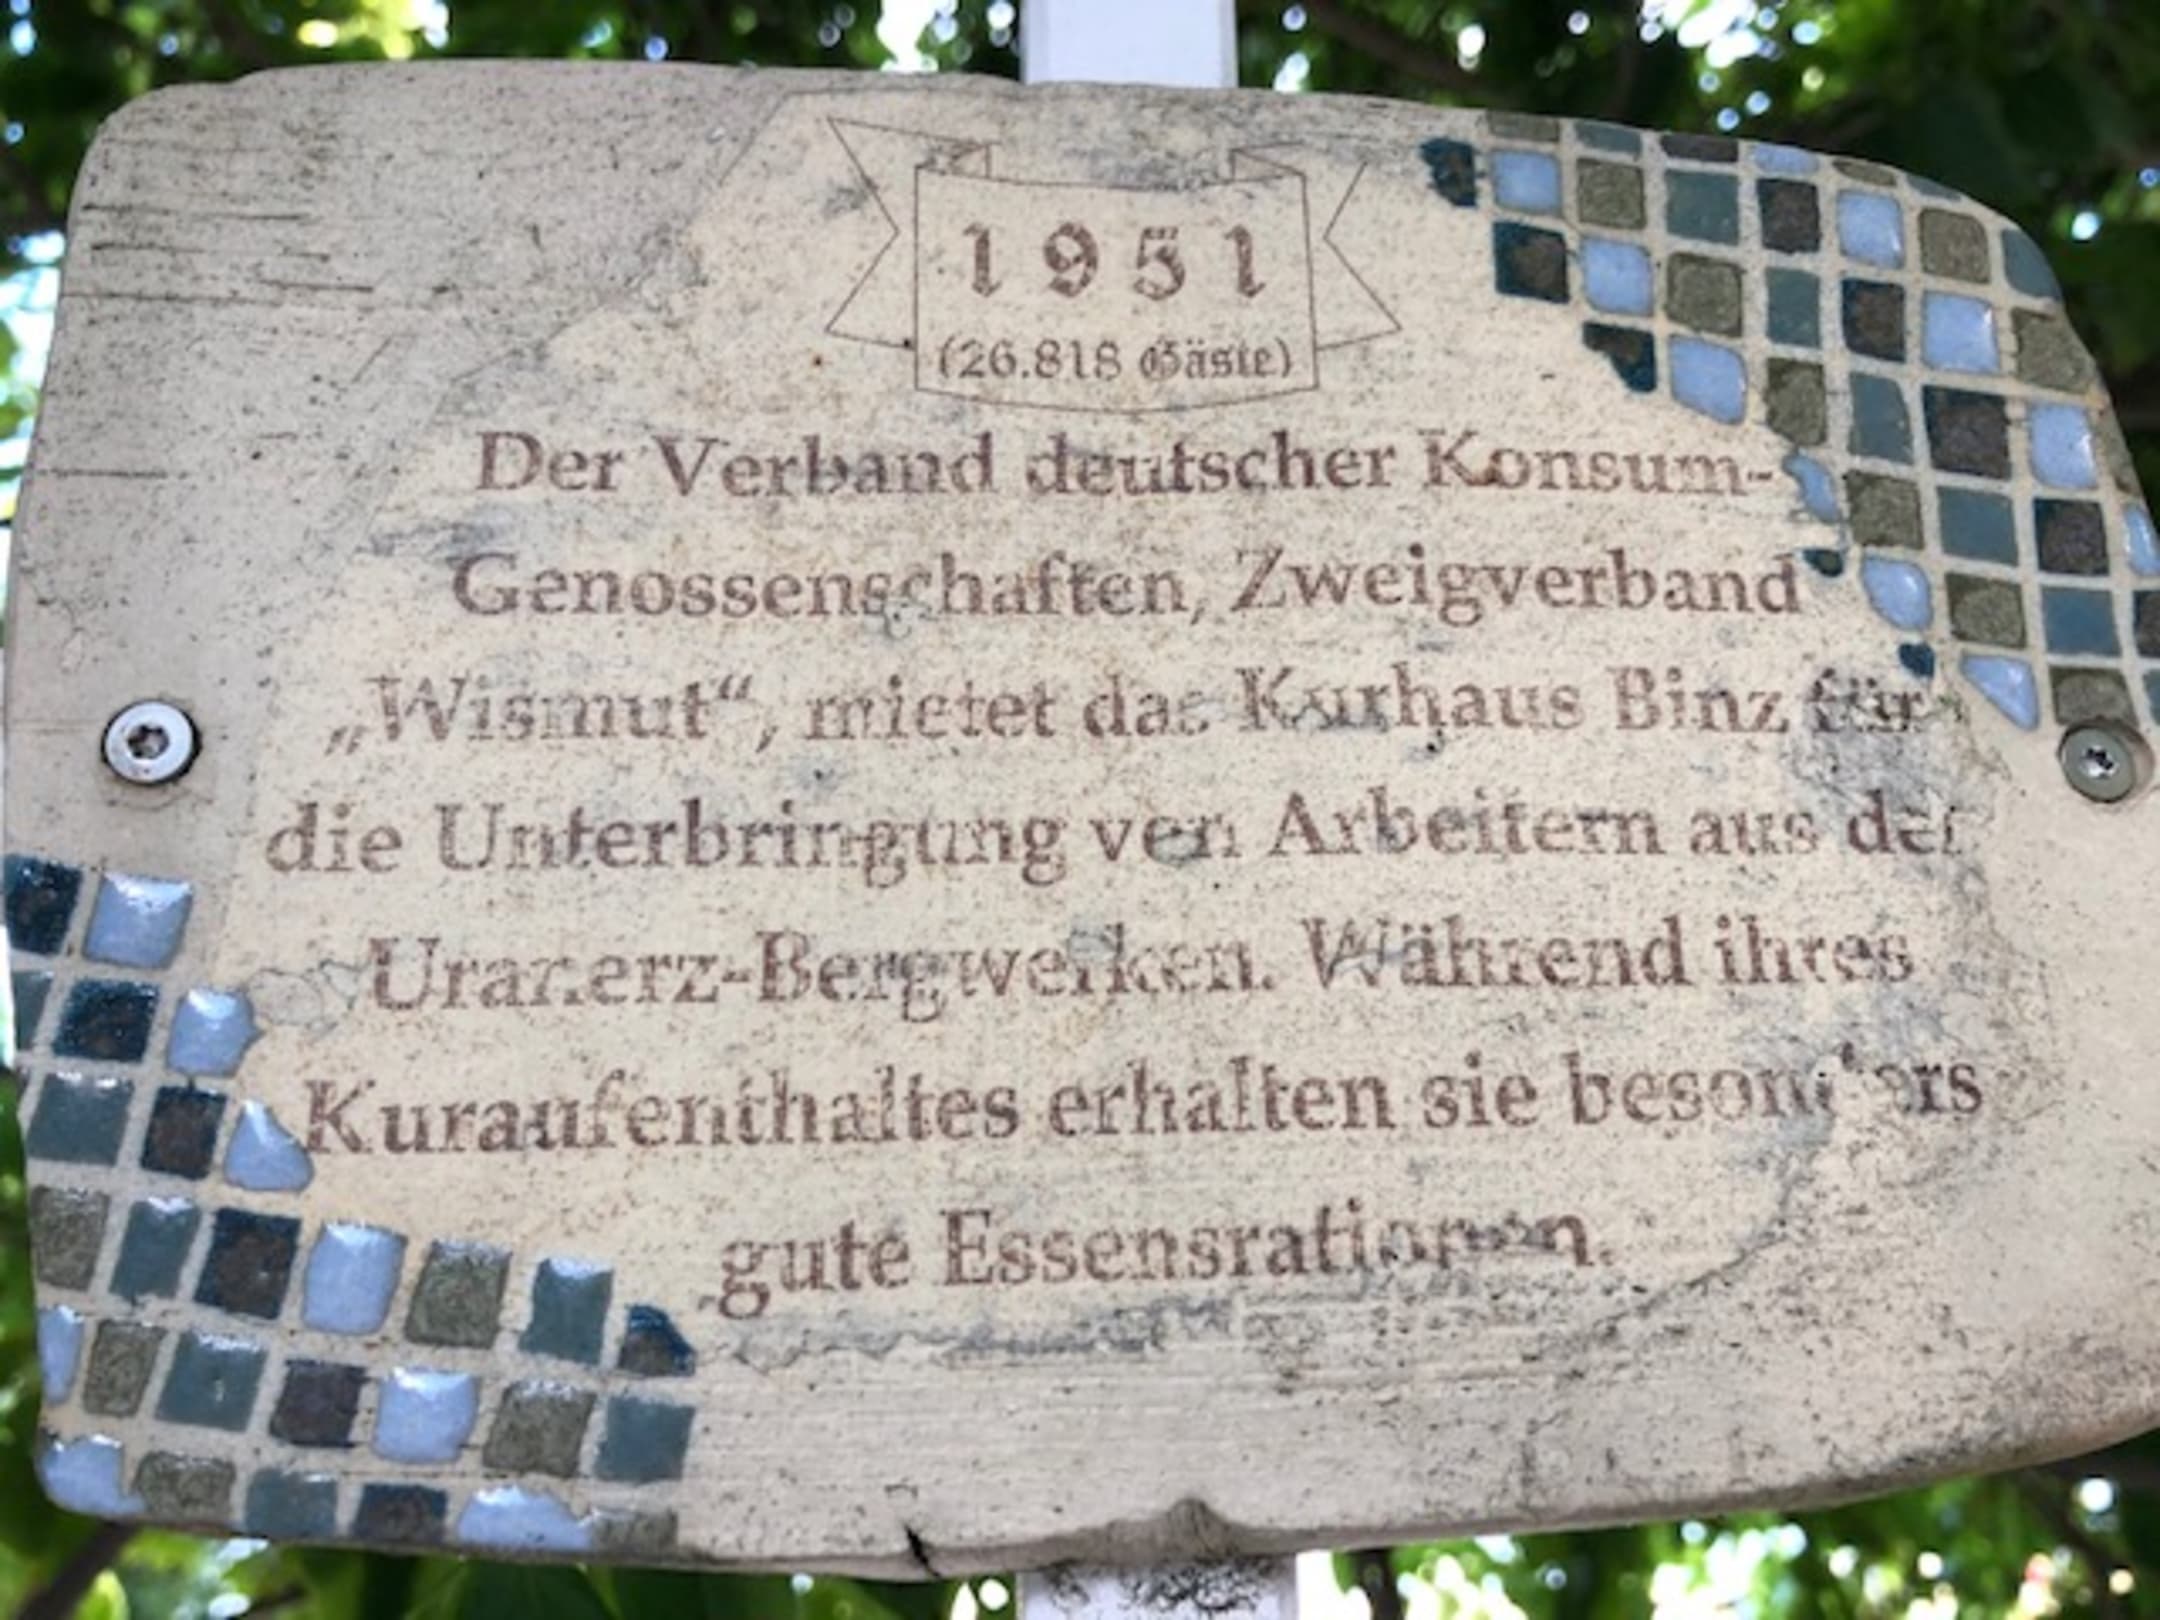 1951
(26.818 Gäste)
Der Verband deutscher Konsum-
Genossenschaften, Zweigverband
„Wismut“, mietet das Kurhaus Binz für
die Unterbringung von Arbeitern aus den
Uranerz-Bergwerken. Während ihres
Kuraufenthaltes erhalten sie besonders
gute Essensrationen.